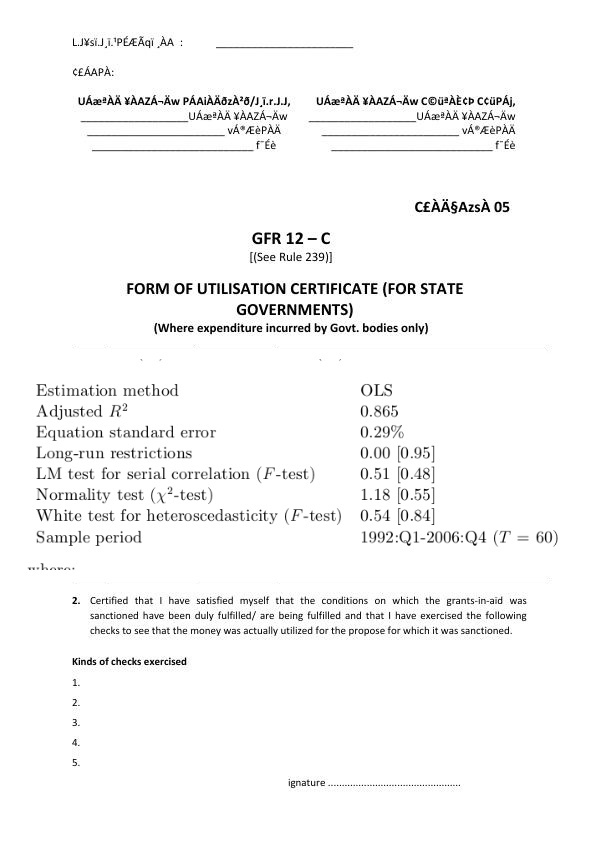 L.J¥sï.J¸ï.¹PÉÆÃqï ¸ÀA : _________________________
¢£ÁAPÀ:
UÁæªÀÄ ¥ÀAZÁ¬Äw PÁAiÀÄðzÀ²ð/J¸ï.r.J.J, UÁæªÀÄ ¥ÀAZÁ¬Äw C©üªÀÈ¢Þ C¢üPÁj,
____________________UÁæªÀÄ ¥ÀAZÁ¬Äw ____________________UÁæªÀÄ ¥ÀAZÁ¬Äw
_________________________ vÁ®ÆèPÀÄ _________________________ vÁ®ÆèPÀÄ
_____________________________ f¯Éè _____________________________ f¯Éè
C£ÀÄ§AzsÀ 05
GFR 12 – C
[(See Rule 239)]
FORM OF UTILISATION CERTIFICATE (FOR STATE
GOVERNMENTS)
(Where expenditure incurred by Govt. bodies only)
Estimation method OLS
Adjusted R² 0.865
Equation standard error 0.29%
Long-run restrictions 0.00 [0.95]
LM test for serial correlation (F-test) 0.51 [0.48]
Normality test (χ²-test) 1.18 [0.55]
White test for heteroscedasticity (F-test) 0.54 [0.84]
Sample period 1992:Q1-2006:Q4 (T = 60)
where:
2. Certified that I have satisfied myself that the conditions on which the grants-in-aid was
sanctioned have been duly fulfilled/ are being fulfilled and that I have exercised the following
checks to see that the money was actually utilized for the propose for which it was sanctioned.
Kinds of checks exercised
1.
2.
3.
4.
5.
ignature ................................................